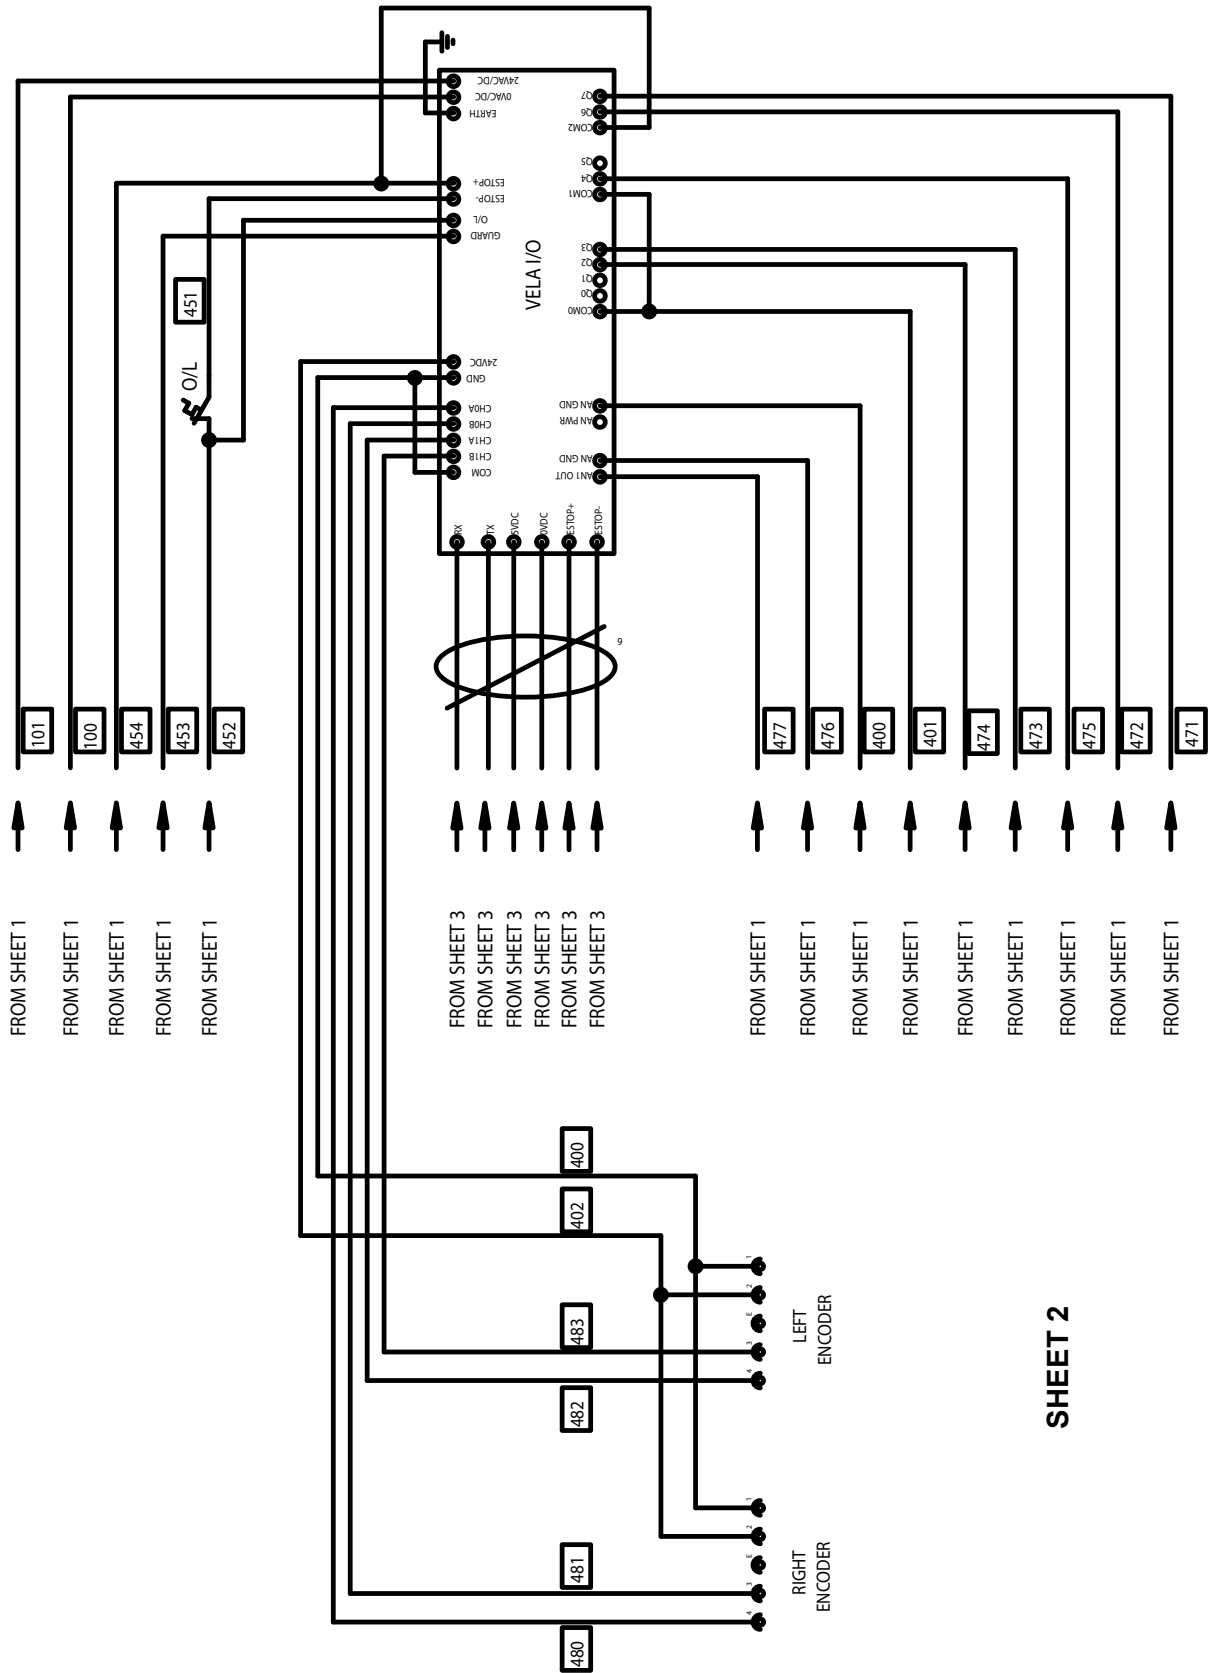 24VAC/DC
0VAC/DC
EARTH
ESTOP+
ESTOP-
O/L
GUARD
24VDC
GND
CH0A
CH0B
CH1A
CH1B
COM
Q7
Q6
COM2
Q5
Q4
COM1
Q3
Q2
Q1
Q0
COM0
AN GND
AN PWR
AN GND
AN1 OUT
VELA I/O
RX
TX
5VDC
0VDC
ESTOP+
ESTOP-
451
O/L
6
101
100
454
453
452
477
476
400
401
474
473
475
472
471
FROM SHEET 1
FROM SHEET 1
FROM SHEET 1
FROM SHEET 1
FROM SHEET 1
FROM SHEET 3
FROM SHEET 3
FROM SHEET 3
FROM SHEET 3
FROM SHEET 3
FROM SHEET 3
FROM SHEET 1
FROM SHEET 1
FROM SHEET 1
FROM SHEET 1
FROM SHEET 1
FROM SHEET 1
FROM SHEET 1
FROM SHEET 1
FROM SHEET 1
400
402
483
482
481
480
1
2
E
3
4
LEFT
ENCODER
1
2
E
3
4
RIGHT
ENCODER
SHEET 2